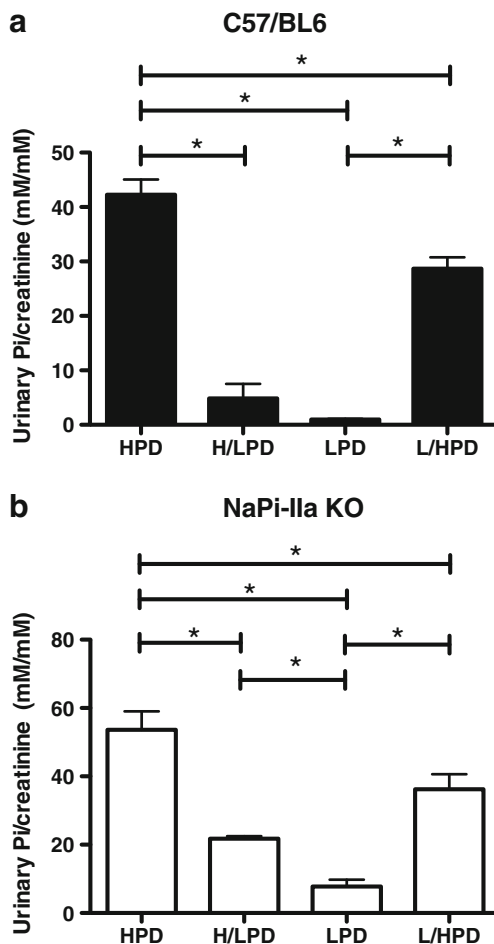 a
C57/BL6
*
*
*
*
Urinary Pi/creatinine (mM/mM)
50
40
30
20
10
0
HPD H/LPD LPD L/HPD
b
NaPi-IIa KO
*
*
*
*
*
Urinary Pi/creatinine (mM/mM)
80
60
40
20
0
HPD H/LPD LPD L/HPD